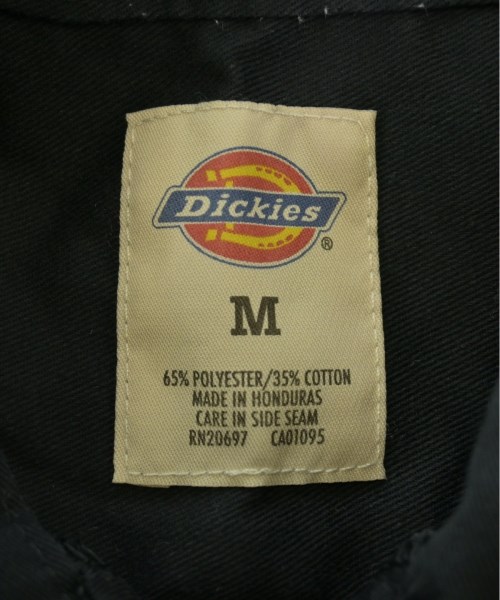 Dickies
®
M
65% POLYESTER/35% COTTON
MADE IN HONDURAS
CARE IN SIDE SEAM
RN20697 CA01095